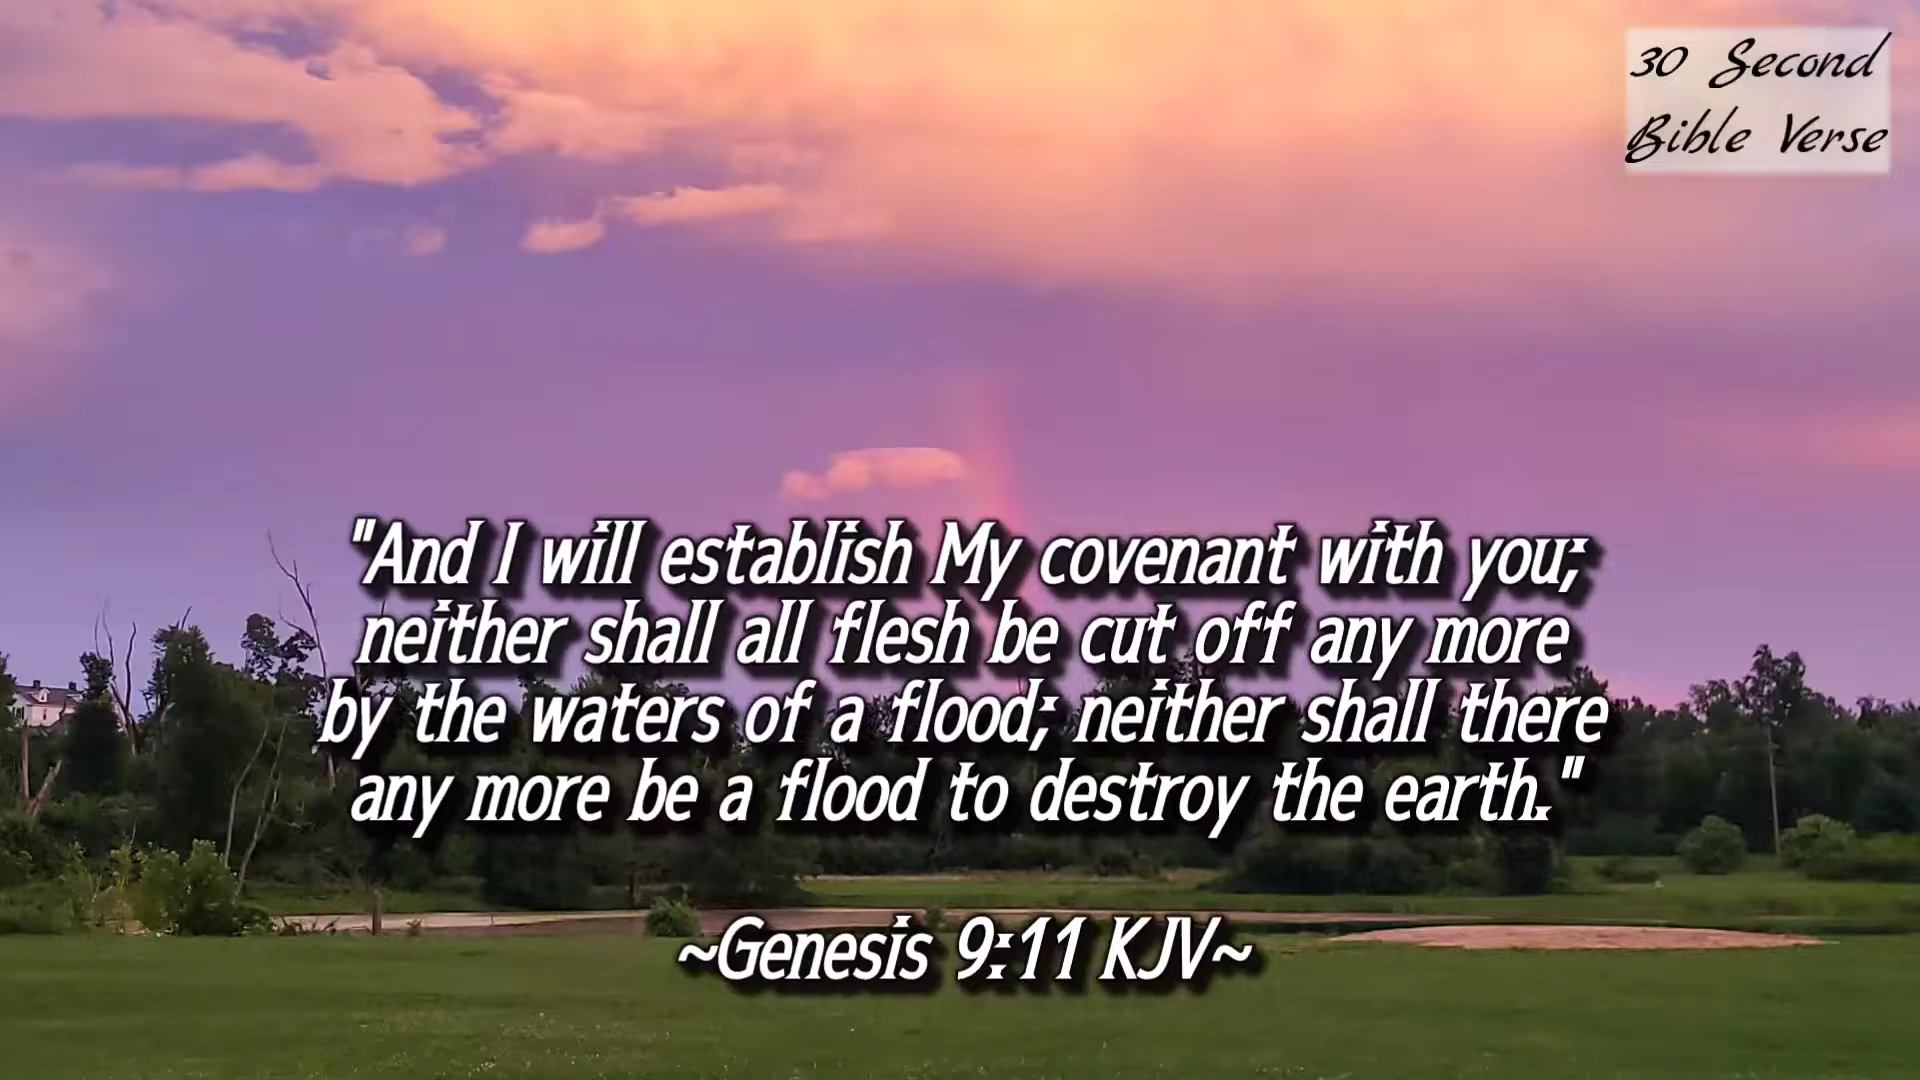 30 Second
Bible Verse
"And I will establish My covenant with you;
neither shall all flesh be cut off any more
by the waters of a flood; neither shall there
any more be a flood to destroy the earth."
~Genesis 9:11 KJV~